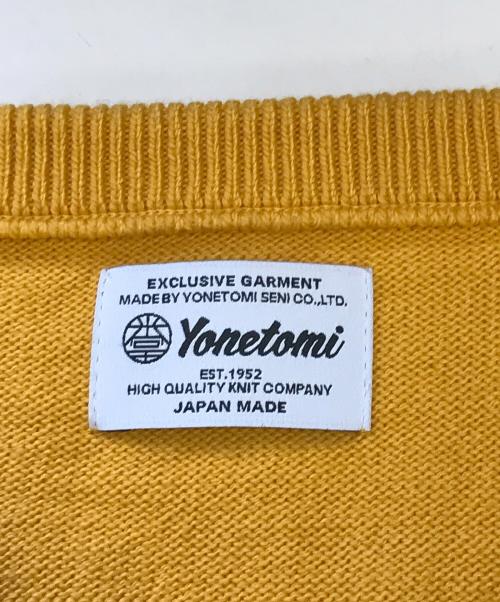 EXCLUSIVE GARMENT
MADE BY YONETOMI SENI CO.,LTD.
Yonetomi
EST.1952
HIGH QUALITY KNIT COMPANY
JAPAN MADE